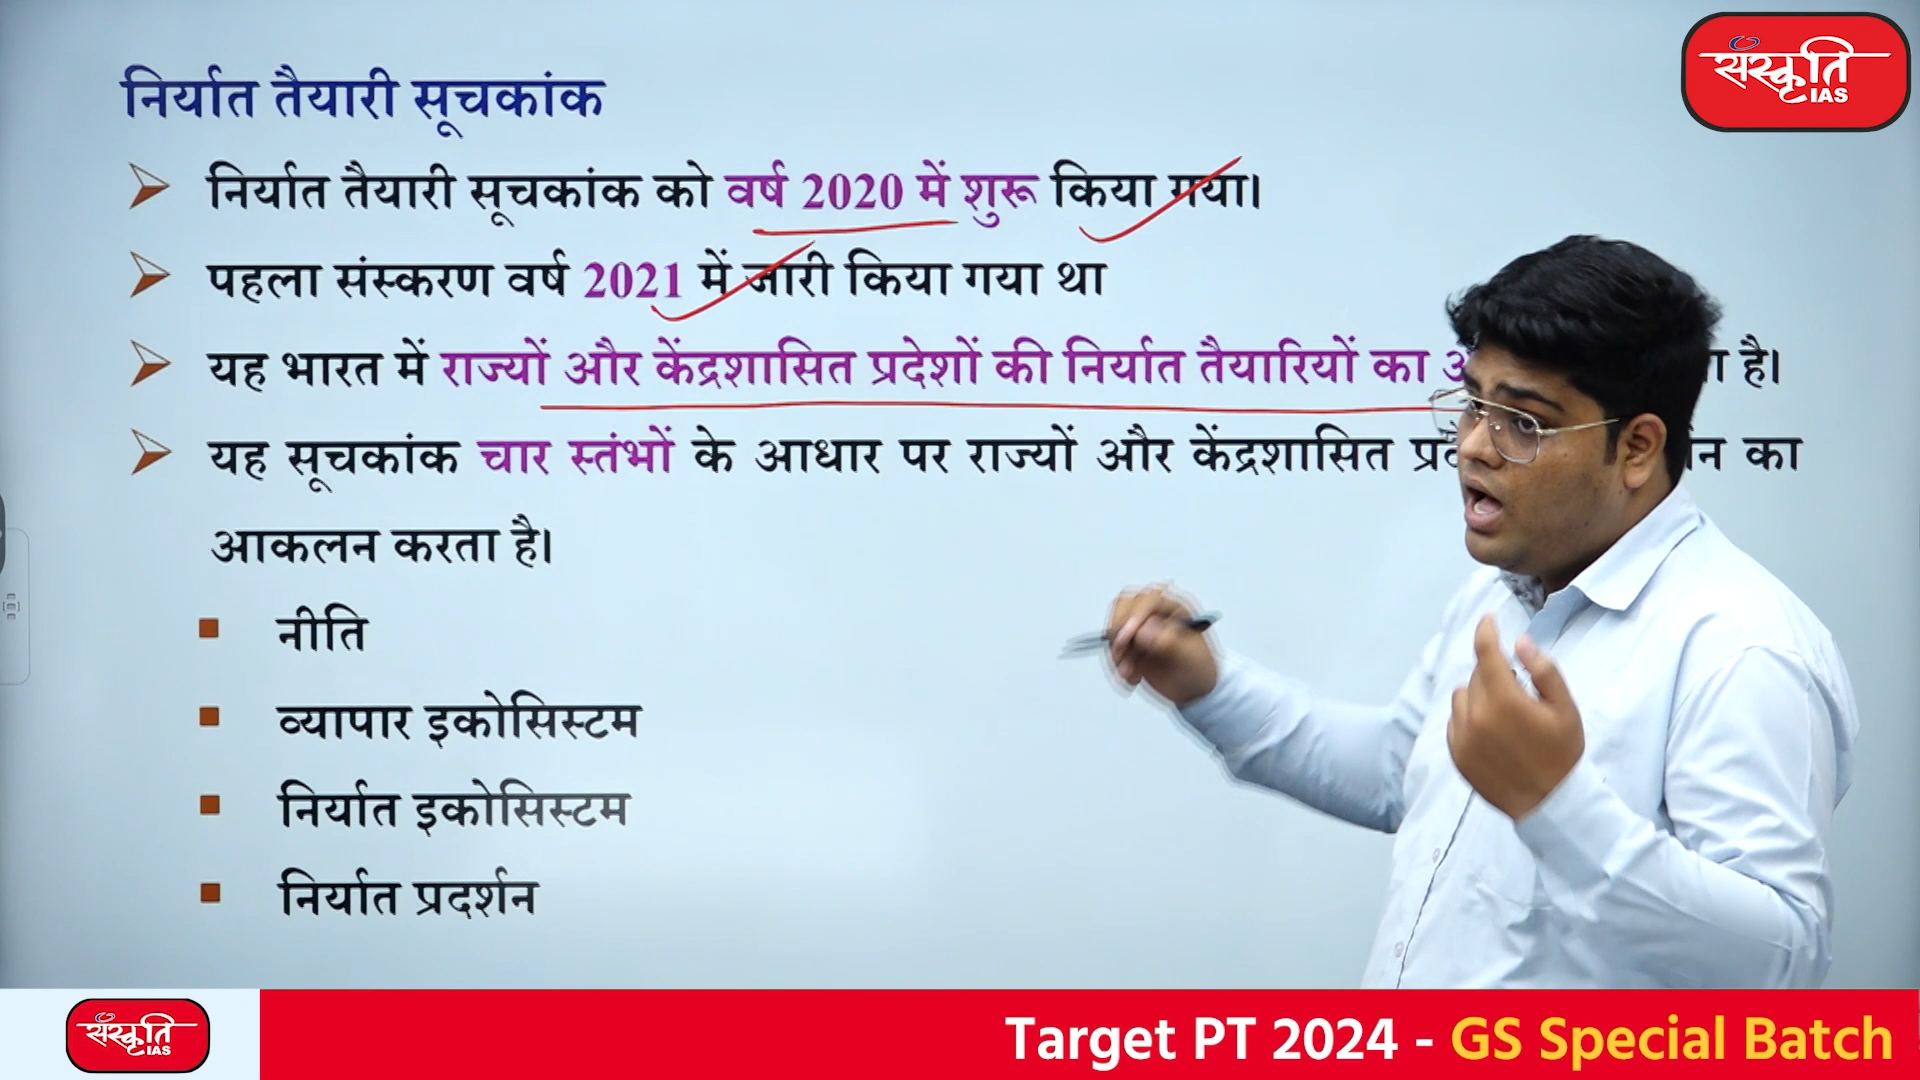 संस्कृति
IAS
निर्यात तैयारी सूचकांक
निर्यात तैयारी सूचकांक को वर्ष 2020 में शुरू किया गया।
पहला संस्करण वर्ष 2021 में जारी किया गया था
यह भारत में राज्यों और केंद्रशासित प्रदेशों की निर्यात तैयारियों का है।
यह सूचकांक चार स्तंभों के आधार पर राज्यों और केंद्रशासित का
आकलन करता है।
नीति
व्यापार इकोसिस्टम
निर्यात इकोसिस्टम
निर्यात प्रदर्शन
संस्कृति
IAS
Target PT 2024 - GS Special Batch